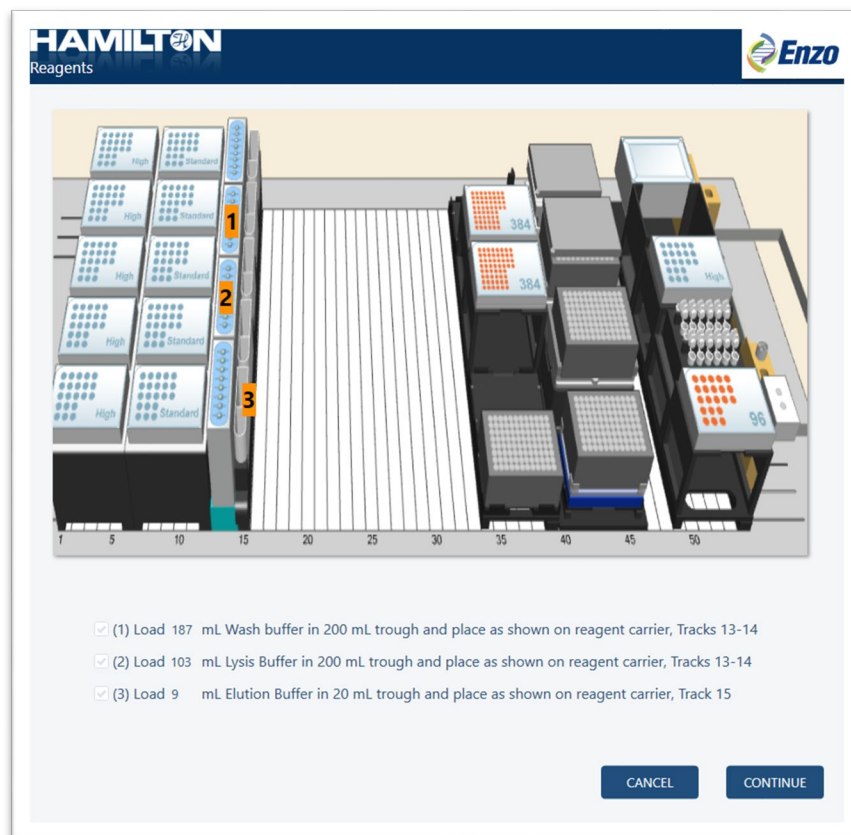 HAMILTON
Reagents
Enzo
High Standard
1
High Standard
384
2
High Standard
384
High
High Standard
3
High Standard
96
1 5 10 15 20 25 30 35 40 45 50
(1) Load 187 mL Wash buffer in 200 mL trough and place as shown on reagent carrier, Tracks 13-14
(2) Load 103 mL Lysis Buffer in 200 mL trough and place as shown on reagent carrier, Tracks 13-14
(3) Load 9 mL Elution Buffer in 20 mL trough and place as shown on reagent carrier, Track 15
CANCEL CONTINUE